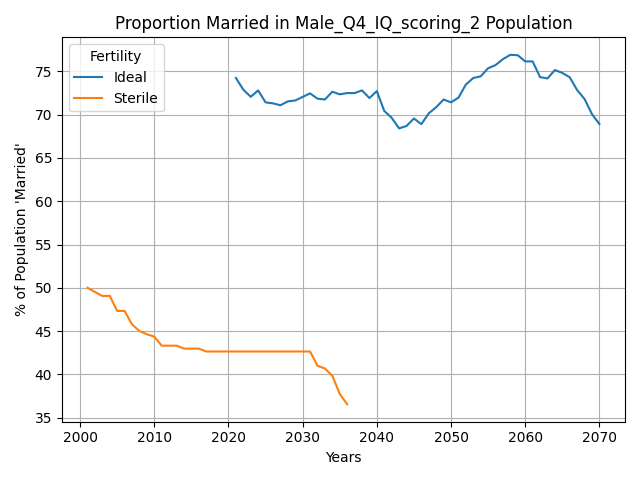 Proportion Married in Male_Q4_IQ_scoring_2 Population
Fertility
Ideal
Sterile
% of Population 'Married'
75
70
65
60
55
50
45
40
35
2000
2010
2020
2030
2040
2050
2060
2070
Years